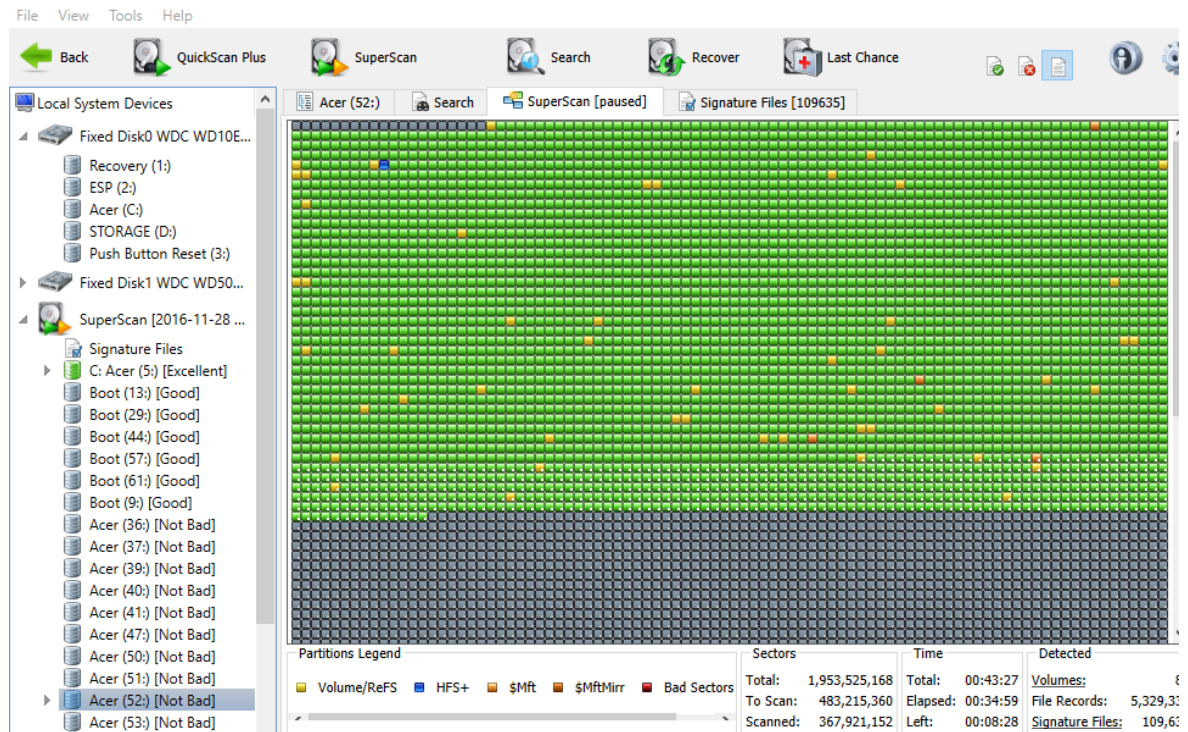 File View Tools Help
Back QuickScan Plus SuperScan Search Recover Last Chance
Local System Devices
Fixed Disk0 WDC WD10E...
Recovery (1:)
ESP (2:)
Acer (C:)
STORAGE (D:)
Push Button Reset (3:)
Fixed Disk1 WDC WD50...
SuperScan [2016-11-28 ...
Signature Files
C: Acer (5:) [Excellent]
Boot (13:) [Good]
Boot (29:) [Good]
Boot (44:) [Good]
Boot (57:) [Good]
Boot (61:) [Good]
Boot (9:) [Good]
Acer (36:) [Not Bad]
Acer (37:) [Not Bad]
Acer (39:) [Not Bad]
Acer (40:) [Not Bad]
Acer (41:) [Not Bad]
Acer (47:) [Not Bad]
Acer (50:) [Not Bad]
Acer (51:) [Not Bad]
Acer (52:) [Not Bad]
Acer (53:) [Not Bad]
Acer (52:) Search SuperScan [paused] Signature Files [109635]
Partitions Legend
Volume/ReFS HFS+ $Mft $MftMirr Bad Sectors
Sectors
Total: 1,953,525,168
To Scan: 483,215,360
Scanned: 367,921,152
Time
Total: 00:43:27
Elapsed: 00:34:59
Left: 00:08:28
Detected
Volumes: 8
File Records: 5,329,33
Signature Files: 109,63